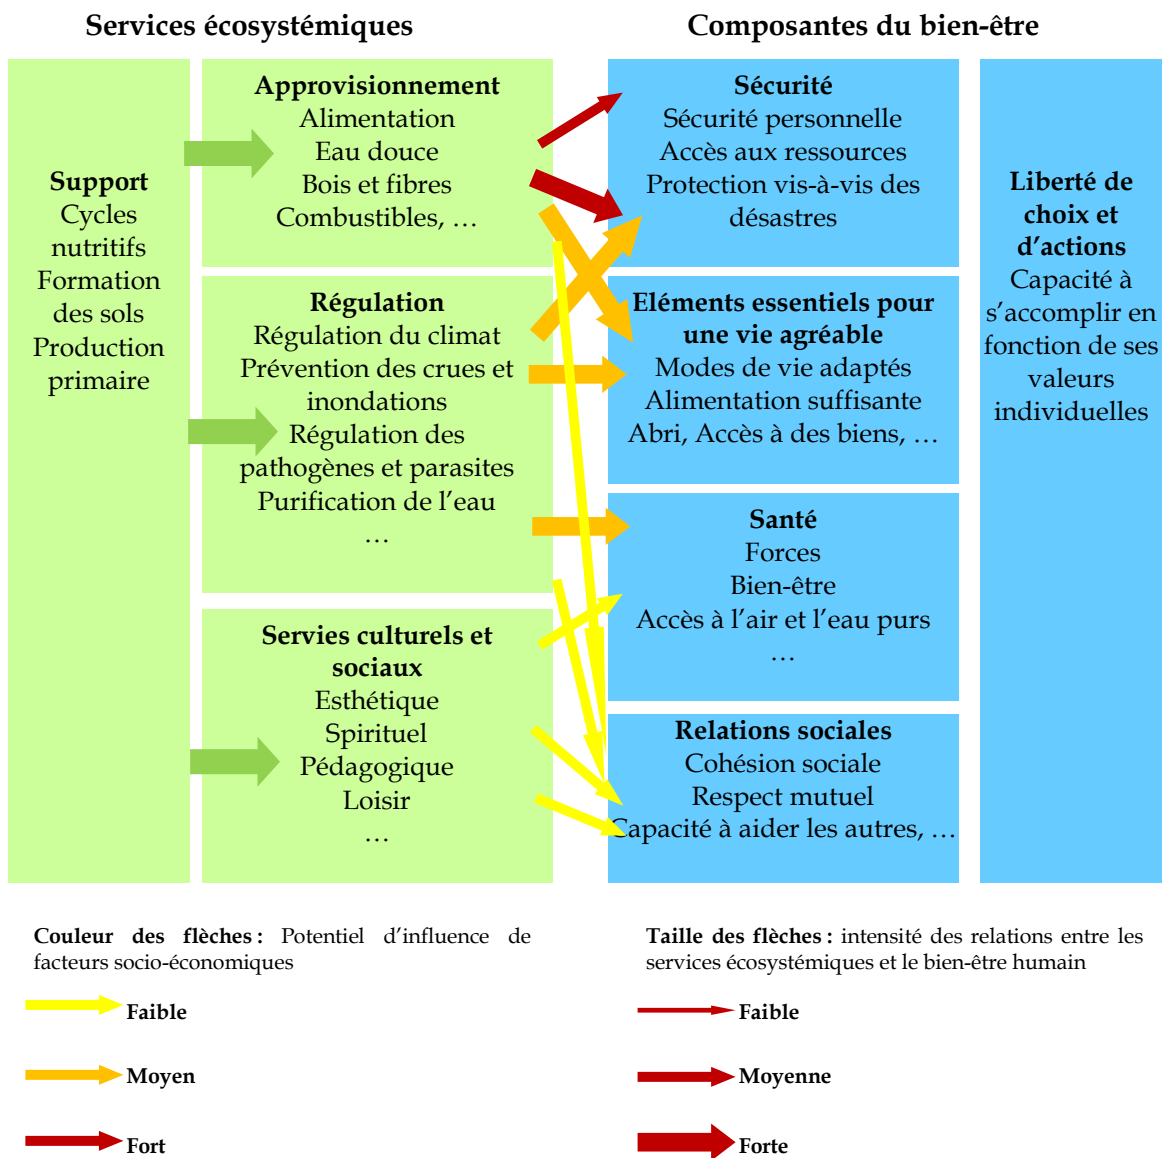 Services écosystémiques
Composantes du bien-être
Support
Cycles
nutritifs
Formation
des sols
Production
primaire
Approvisionnement
Alimentation
Eau douce
Bois et fibres
Combustibles, …
Régulation
Régulation du climat
Prévention des crues et
inondations
Régulation des
pathogènes et parasites
Purification de l’eau
…
Servies culturels et
sociaux
Esthétique
Spirituel
Pédagogique
Loisir
…
Sécurité
Sécurité personnelle
Accès aux ressources
Protection vis-à-vis des
désastres
Eléments essentiels pour
une vie agréable
Modes de vie adaptés
Alimentation suffisante
Abri, Accès à des biens, …
Santé
Forces
Bien-être
Accès à l’air et l’eau purs
…
Relations sociales
Cohésion sociale
Respect mutuel
Capacité à aider les autres, …
Liberté de
choix et
d’actions
Capacité à
s’accomplir en
fonction de ses
valeurs
individuelles
Couleur des flèches : Potentiel d’influence de
facteurs socio-économiques
Faible
Moyen
Fort
Taille des flèches : intensité des relations entre les
services écosystémiques et le bien-être humain
Faible
Moyenne
Forte